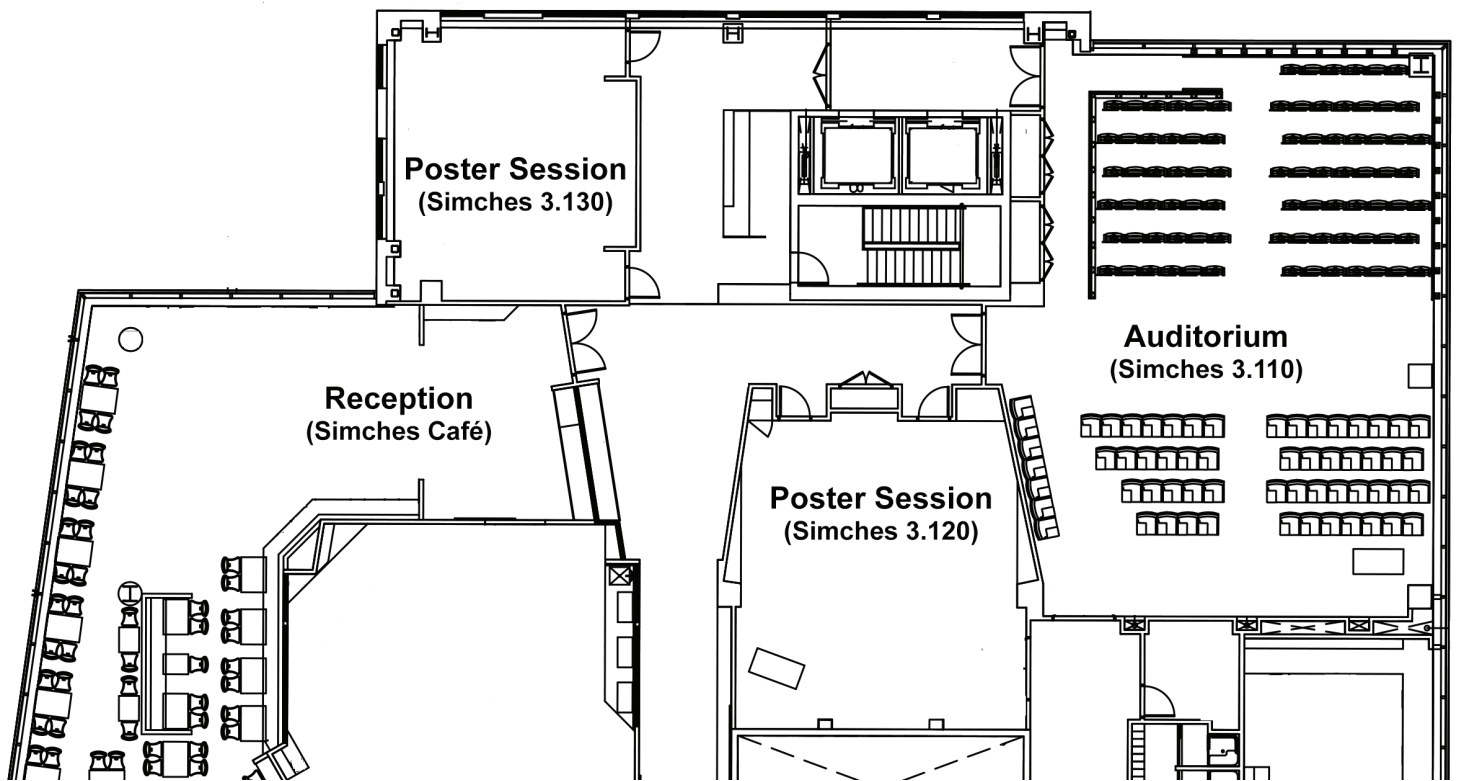 Poster Session
(Simches 3.130)
Auditorium
(Simches 3.110)
Reception
(Simches Café)
Poster Session
(Simches 3.120)